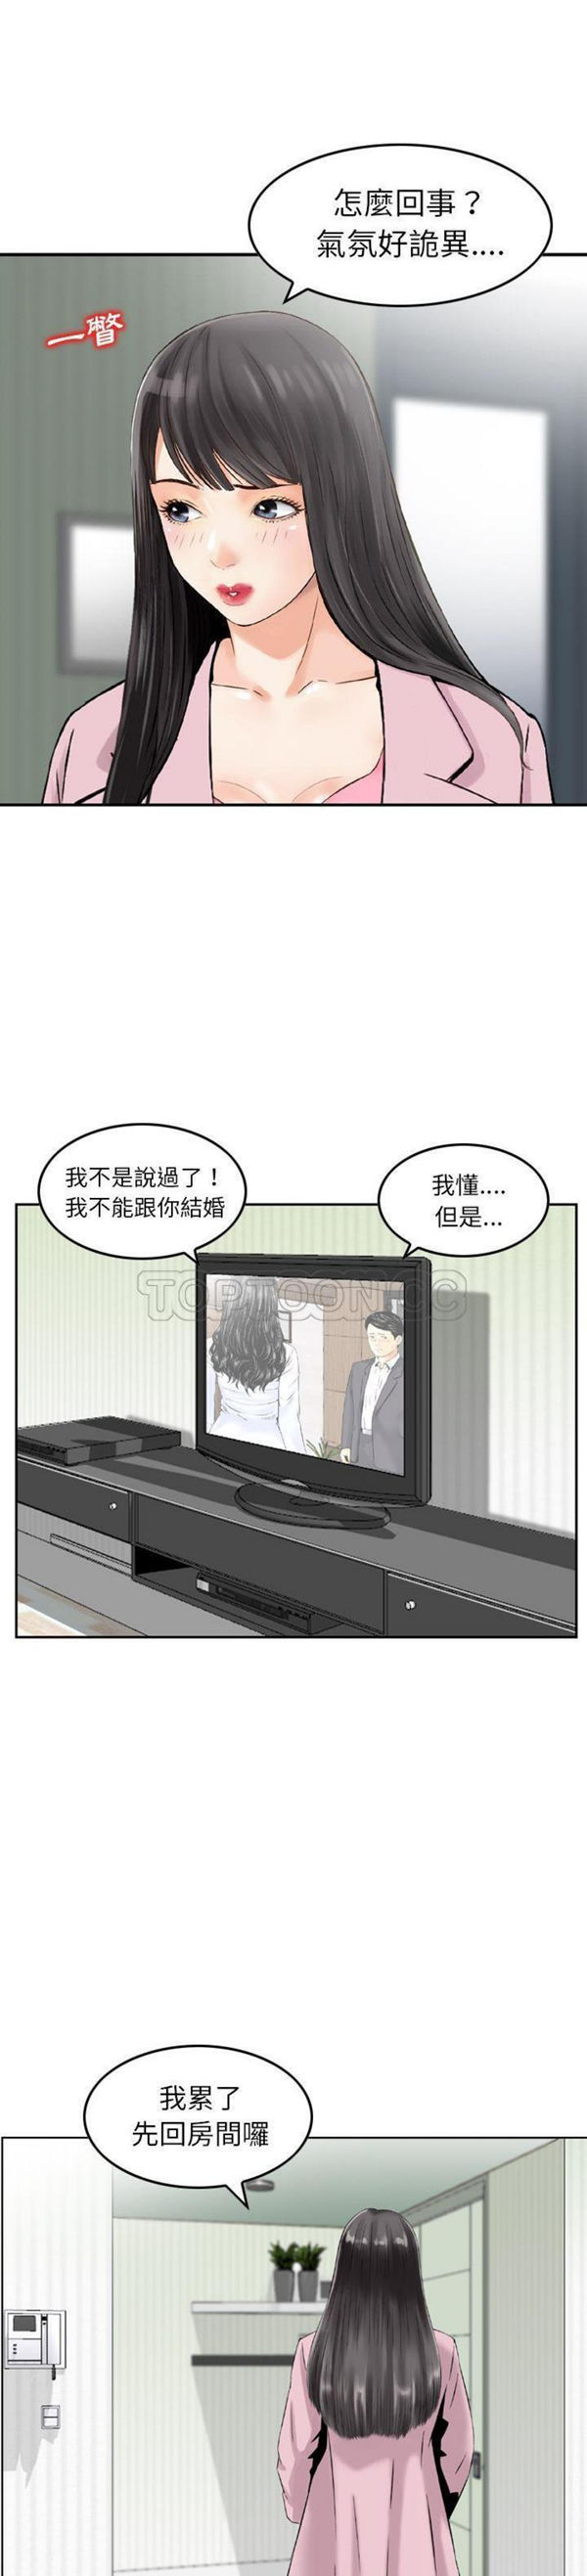 怎麼回事？
氣氛好詭異....
一瞥
我不是說過了！
我不能跟你結婚
我懂....
但是...
TOPTOON.CC
我累了
先回房間囉